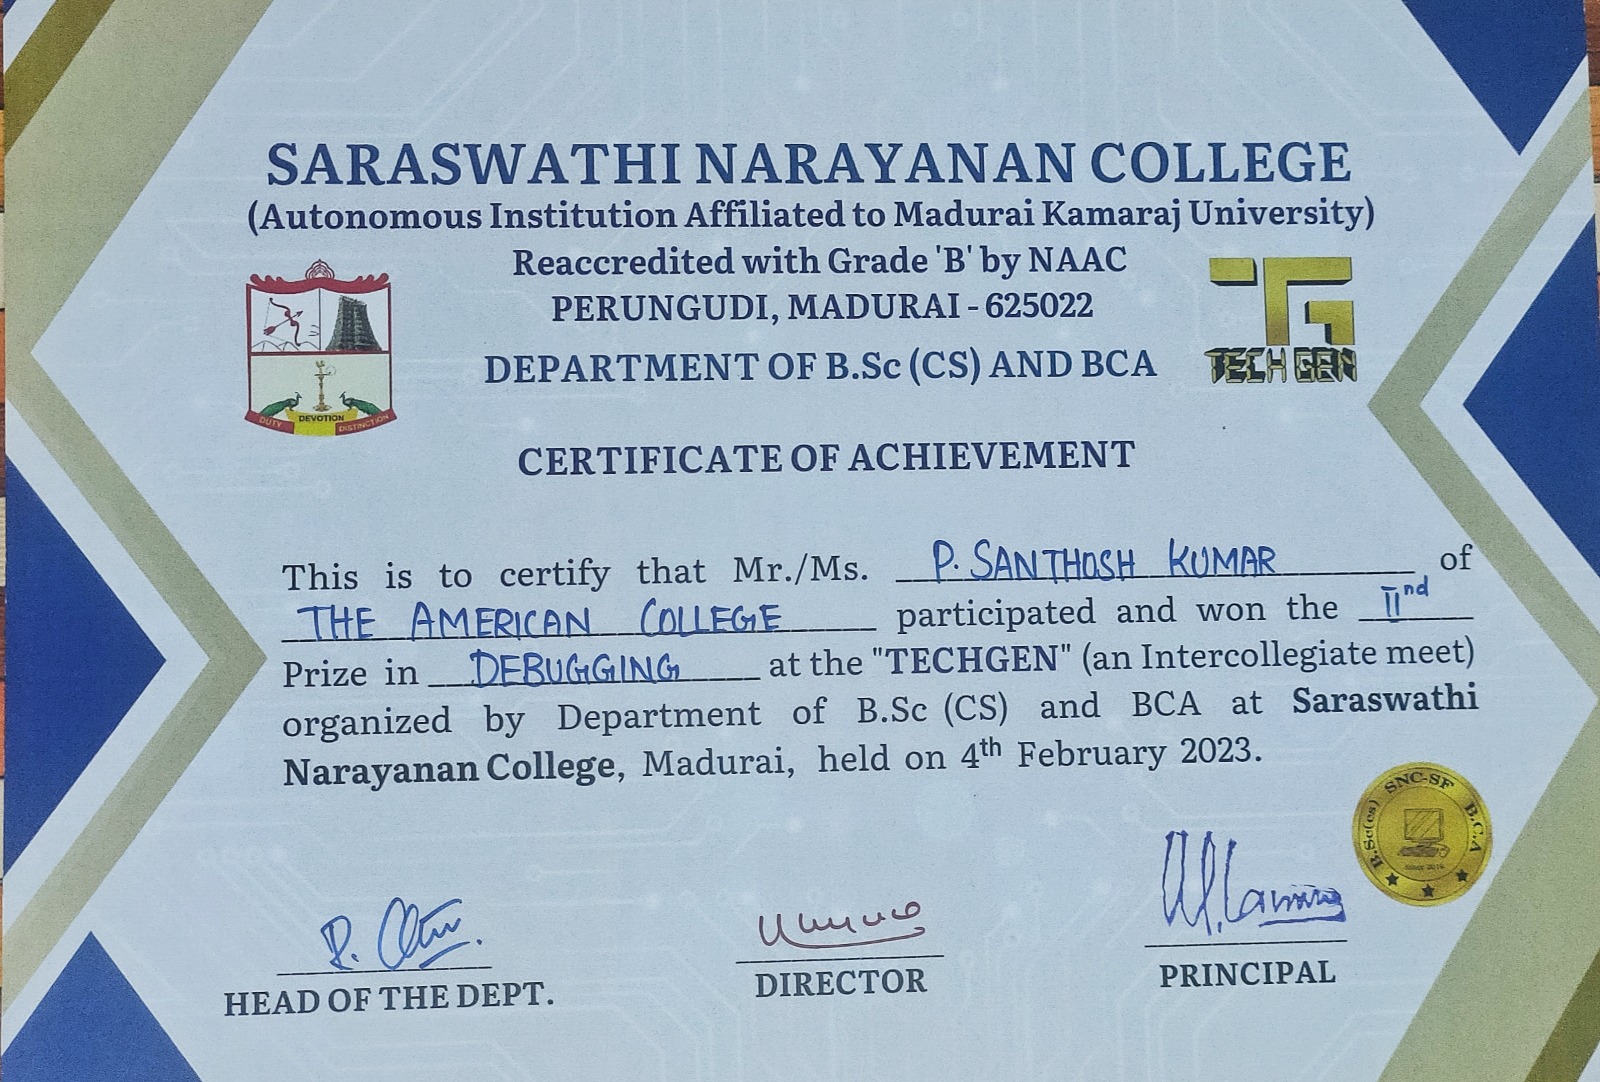 SARASWATHI NARAYANAN COLLEGE
(Autonomous Institution Affiliated to Madurai Kamaraj University)
Reaccredited with Grade 'B' by NAAC
PERUNGUDI, MADURAI - 625022
DEPARTMENT OF B.Sc (CS) AND BCA
DUTY DEVOTION DISTINCTION
TG
TECH GEN
CERTIFICATE OF ACHIEVEMENT
This is to certify that Mr./Ms. P. SANTHOSH KUMAR of
THE AMERICAN COLLEGE participated and won the IInd
Prize in DEBUGGING at the "TECHGEN" (an Intercollegiate meet)
organized by Department of B.Sc (CS) and BCA at Saraswathi
Narayanan College, Madurai, held on 4th February 2023.
B.Sc(cs) SNC-SF B.C.A
HEAD OF THE DEPT.
DIRECTOR
PRINCIPAL